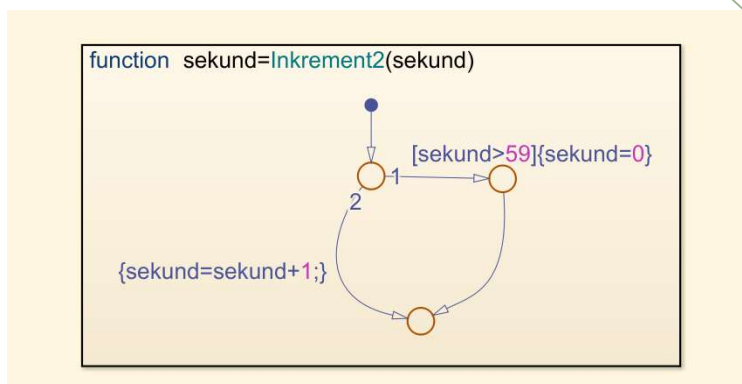 function sekund=Inkrement2(sekund)
[sekund>59]{sekund=0}
1
2
{sekund=sekund+1;}